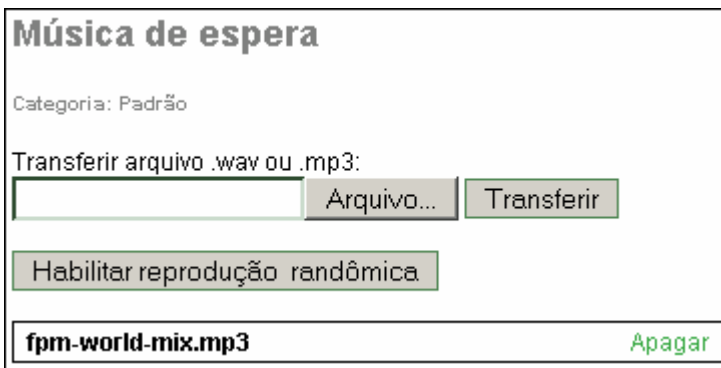 Música de espera
Categoria: Padrão
Transferir arquivo .wav ou .mp3:
Arquivo... Transferir
Habilitar reprodução randômica
fpm-world-mix.mp3 Apagar